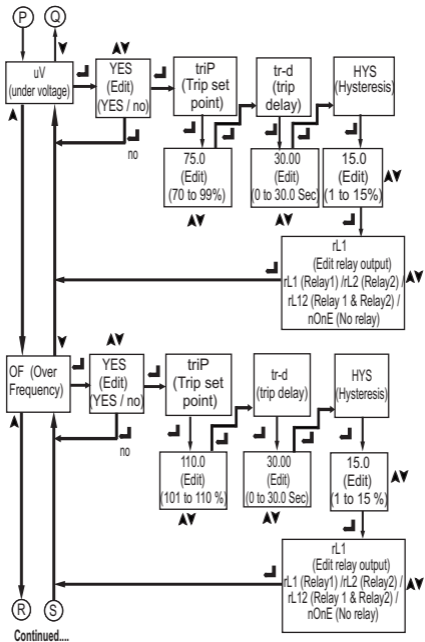 P
Q
uV
(under voltage)
YES
(Edit)
(YES / no)
no
triP
(Trip set
point)
tr-d
(trip
delay)
HYS
(Hysteresis)
75.0
(Edit)
(70 to 99%)
30.00
(Edit)
(0 to 30.0 Sec)
15.0
(Edit)
(1 to 15%)
rL1
(Edit relay output)
rL1 (Relay1) /rL2 (Relay2) /
rL12 (Relay 1 & Relay2) /
nOnE (No relay)
OF (Over
Frequency)
YES
(Edit)
(YES / no)
no
triP
(Trip set
point)
tr-d
(trip delay)
HYS
(Hysteresis)
110.0
(Edit)
(101 to 110 %)
30.00
(Edit)
(0 to 30.0 Sec)
15.0
(Edit)
(1 to 15 %)
rL1
(Edit relay output)
rL1 (Relay1) /rL2 (Relay2) /
rL12 (Relay 1 & Relay2) /
nOnE (No relay)
R
S
Continued....